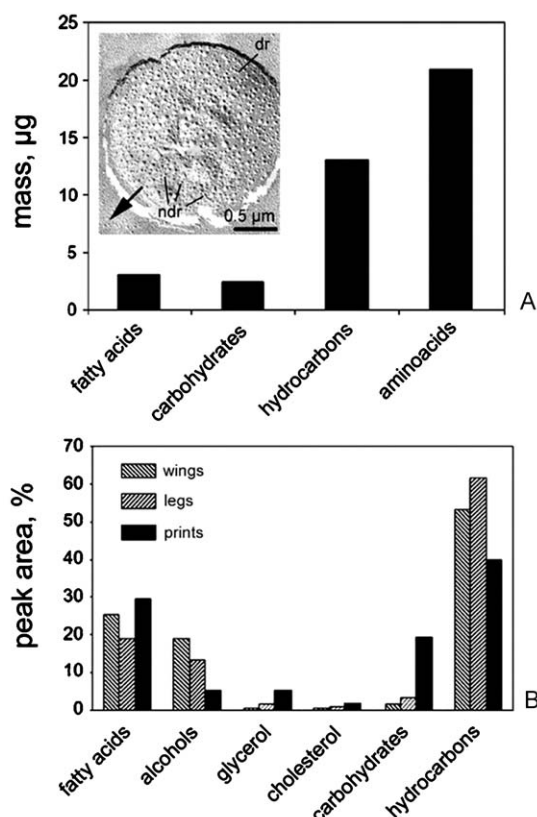 25
20
15
10
5
0
mass, µg
dr
ndr
0.5 µm
A
fatty acids
carbohydrates
hydrocarbons
aminoacids
70
60
50
40
30
20
10
0
peak area, %
wings
legs
prints
B
fatty acids
alcohols
glycerol
cholesterol
carbohydrates
hydrocarbons